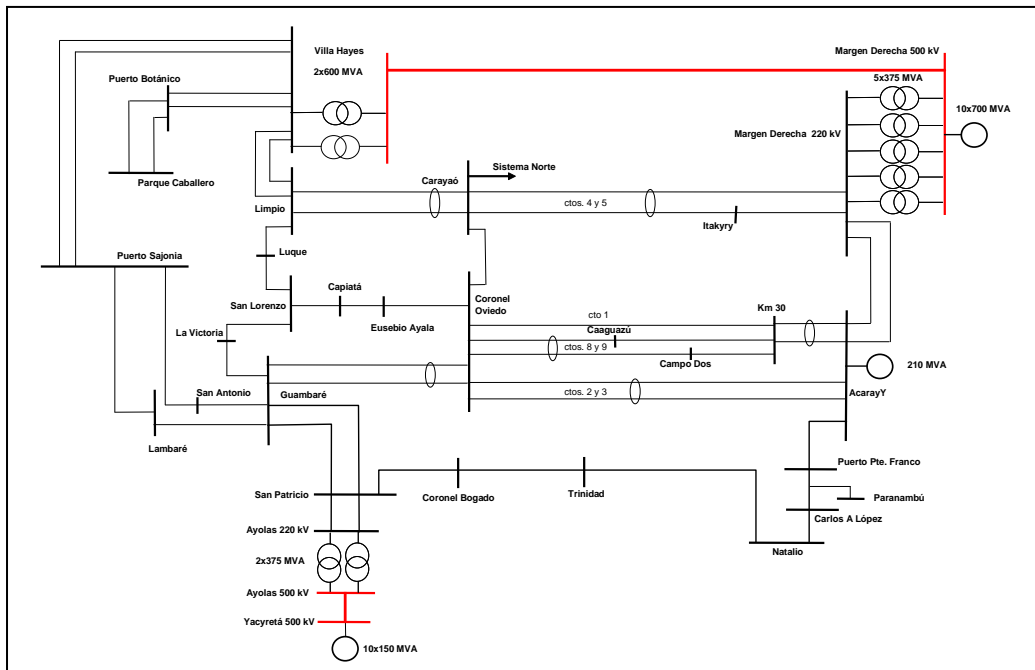 Villa Hayes
2x600 MVA
Margen Derecha 500 kV
5x375 MVA
10x700 MVA
Puerto Botánico
Margen Derecha 220 kV
Parque Caballero
Sistema Norte
Carayaó
ctos. 4 y 5
Limpio
Itakyry
Luque
Puerto Sajonia
Capiatá
San Lorenzo
Eusebio Ayala
Coronel
Oviedo
Km 30
cto 1
Caaguazú
ctos. 8 y 9
Campo Dos
La Victoria
210 MVA
San Antonio
Guambaré
ctos. 2 y 3
AcarayY
Lambaré
Puerto Pte. Franco
San Patricio
Coronel Bogado
Trinidad
Paranambú
Carlos A López
Ayolas 220 kV
Natalio
2x375 MVA
Ayolas 500 kV
Yacyretá 500 kV
10x150 MVA